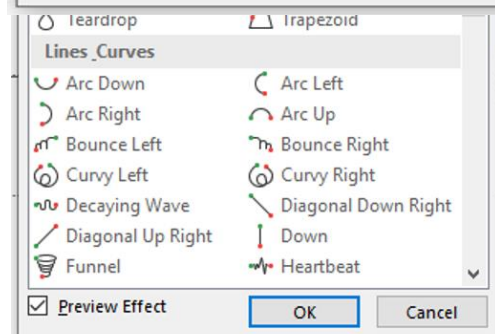 Teardrop Trapezoid
Lines_Curves
Arc Down Arc Left
Arc Right Arc Up
Bounce Left Bounce Right
Curvy Left Curvy Right
Decaying Wave Diagonal Down Right
Diagonal Up Right Down
Funnel Heartbeat
Preview Effect OK Cancel